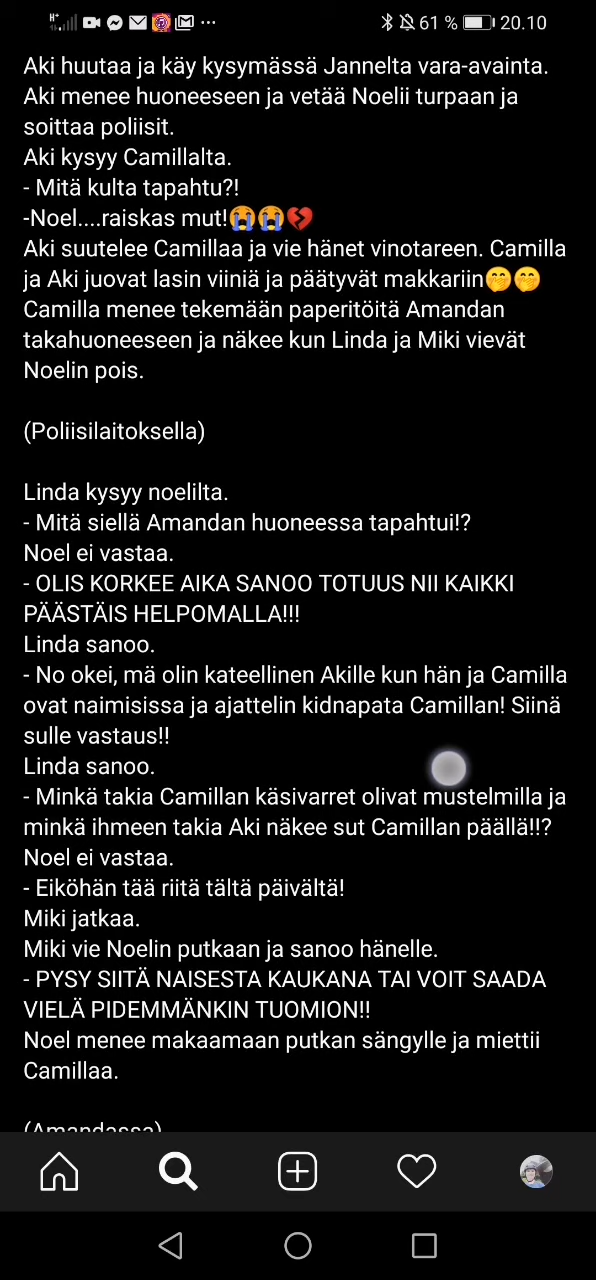 61 % 20.10
Aki huutaa ja käy kysymässä Jannelta vara-avainta.
Aki menee huoneeseen ja vetää Noelii turpaan ja
soittaa poliisit.
Aki kysyy Camillalta.
- Mitä kulta tapahtu?!
-Noel....raiskas mut!😭😭💔
Aki suutelee Camillaa ja vie hänet vinotareen. Camilla
ja Aki juovat lasin viiniä ja päätyvät makkariin🤭🤭
Camilla menee tekemään paperitöitä Amandan
takahuoneeseen ja näkee kun Linda ja Miki vievät
Noelin pois.
(Poliisilaitoksella)
Linda kysyy noelilta.
- Mitä siellä Amandan huoneessa tapahtui!?
Noel ei vastaa.
- OLIS KORKEE AIKA SANOO TOTUUS NII KAIKKI
PÄÄSTÄIS HELPOMALLA!!!
Linda sanoo.
- No okei, mä olin kateellinen Akille kun hän ja Camilla
ovat naimisissa ja ajattelin kidnapata Camillan! Siinä
sulle vastaus!!
Linda sanoo.
- Minkä takia Camillan käsivarret olivat mustelmilla ja
minkä ihmeen takia Aki näkee sut Camillan päällä!!?
Noel ei vastaa.
- Eiköhän tää riitä tältä päivältä!
Miki jatkaa.
Miki vie Noelin putkaan ja sanoo hänelle.
- PYSY SIITÄ NAISESTA KAUKANA TAI VOIT SAADA
VIELÄ PIDEMMÄNKIN TUOMION!!
Noel menee makaamaan putkan sängylle ja miettii
Camillaa.
(Amandassa)